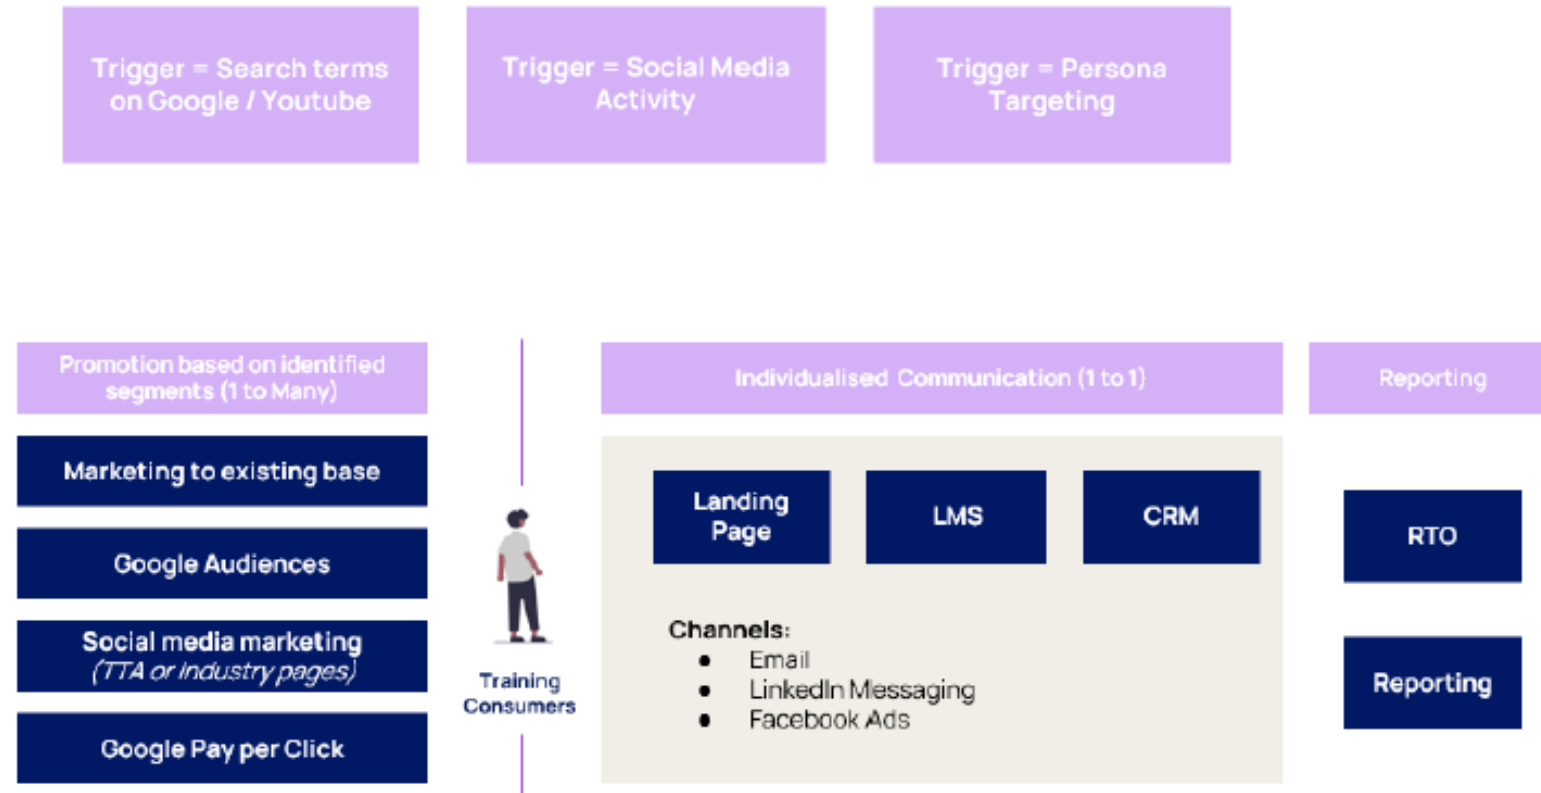 Trigger = Search terms
on Google / Youtube
Trigger = Social Media
Activity
Trigger = Persona
Targeting
Promotion based on identified
segments (1 to Many)
Individualised Communication (1 to 1)
Reporting
Marketing to existing base
Google Audiences
Social media marketing
(TTA or industry pages)
Google Pay per Click
Training
Consumers
Landing
Page
LMS
CRM
Channels:
● Email
● LinkedIn Messaging
● Facebook Ads
RTO
Reporting